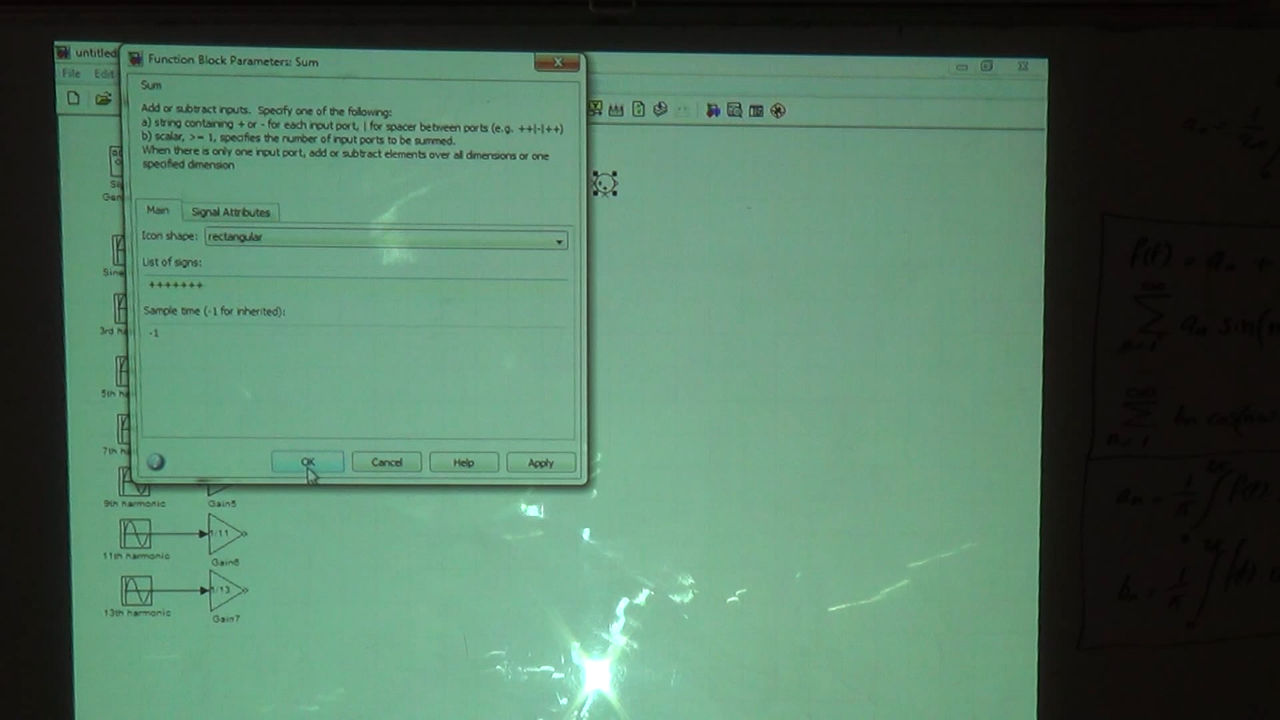 untitled
Function Block Parameters: Sum
File Edit
Sum
Add or subtract inputs. Specify one of the following:
a) string containing + or - for each input port, | for spacer between ports (e.g. ++|-|++)
b) scalar, >= 1, specifies the number of input ports to be summed.
When there is only one input port, add or subtract elements over all dimensions or one
specified dimension
Main
Signal Attributes
Icon shape: rectangular
List of signs:
+++++++
Sample time (-1 for inherited):
-1
OK
Cancel
Help
Apply
9th harmonic
Gain5
1/11
11th harmonic
Gain6
1/13
13th harmonic
Gain7